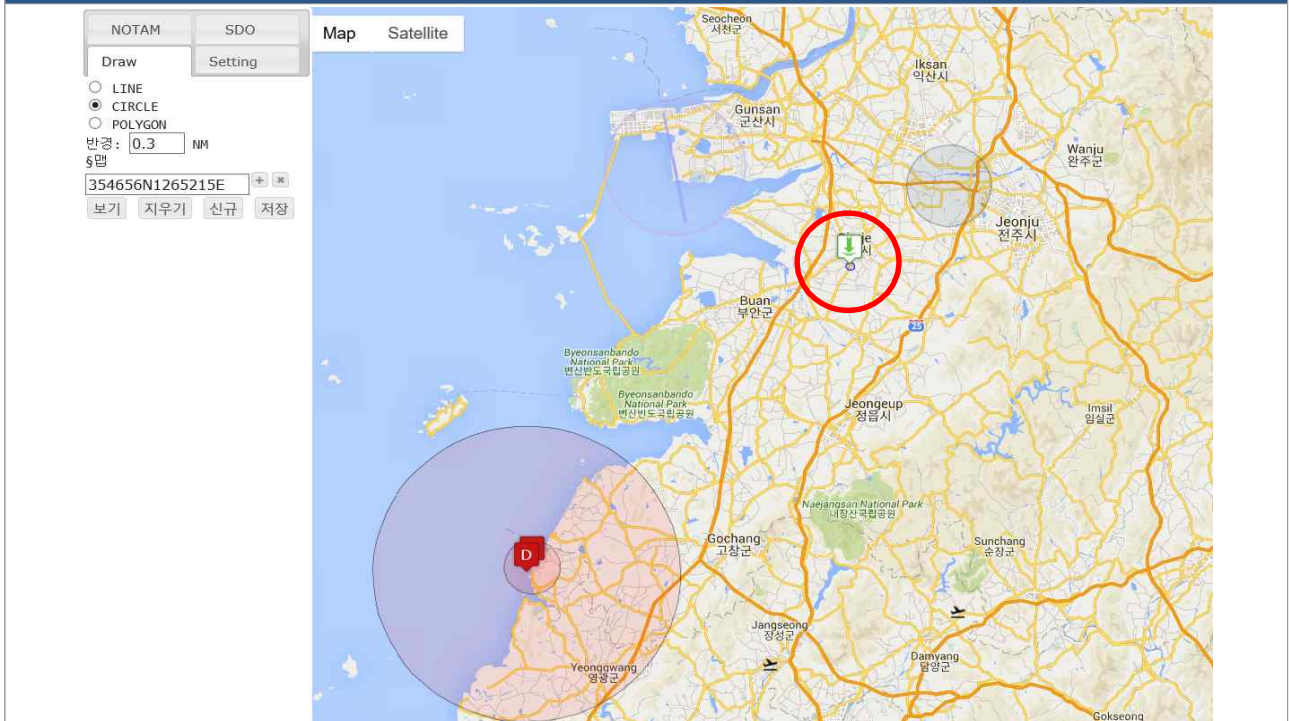 NOTAM SDO
Draw Setting
LINE
CIRCLE
POLYGON
반경: 0.3 NM
§맵
354656N1265215E
보기 지우기 신규 저장
Map Satellite
Seocheon
서천군
Iksan
익산시
Gunsan
군산시
Wanju
완주군
Jeonju
전주시
Buan
부안군
25
Byeonsanbando
National Park
변산반도국립공원
Byeonsanbando
National Park
변산반도국립공원
Jeongeup
정읍시
Imsil
임실군
Naejangsan National Park
내장산국립공원
Gochang
고창군
Sunchang
순창군
D
Jangseong
장성군
Damyang
담양군
Yeonggwang
영광군
Gokseong